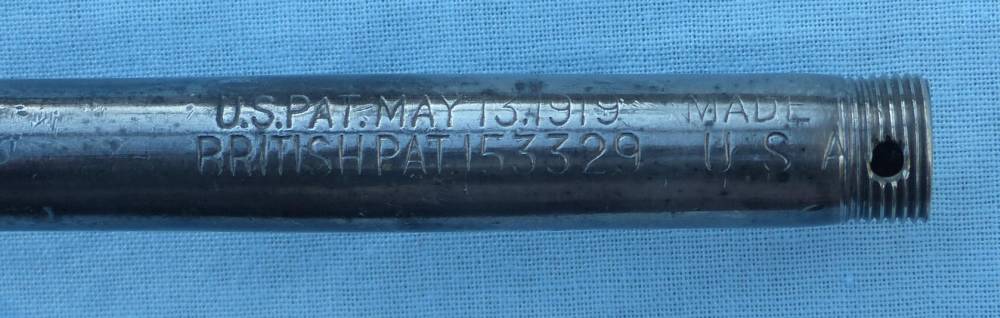 U.S.PAT.MAY 13.1919 MADE
BRITISH PAT 153329 U S A